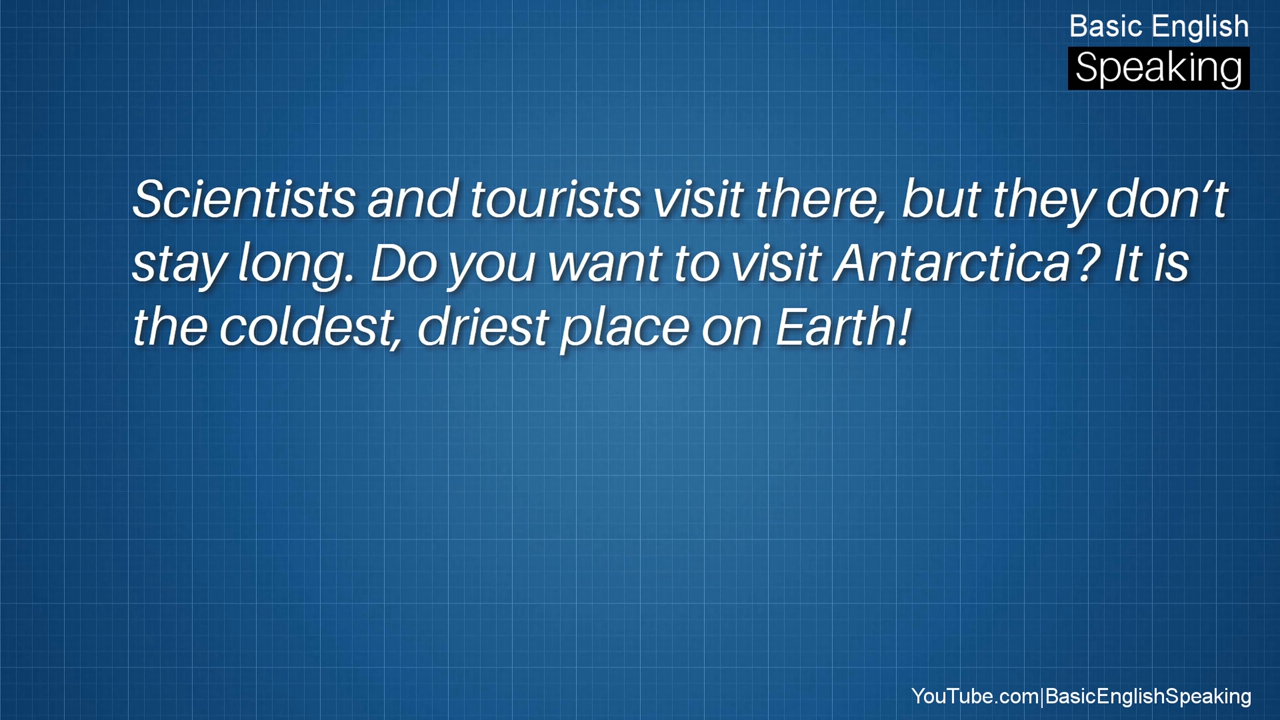 Basic English
Speaking
Scientists and tourists visit there, but they don’t
stay long. Do you want to visit Antarctica? It is
the coldest, driest place on Earth!
YouTube.com|BasicEnglishSpeaking